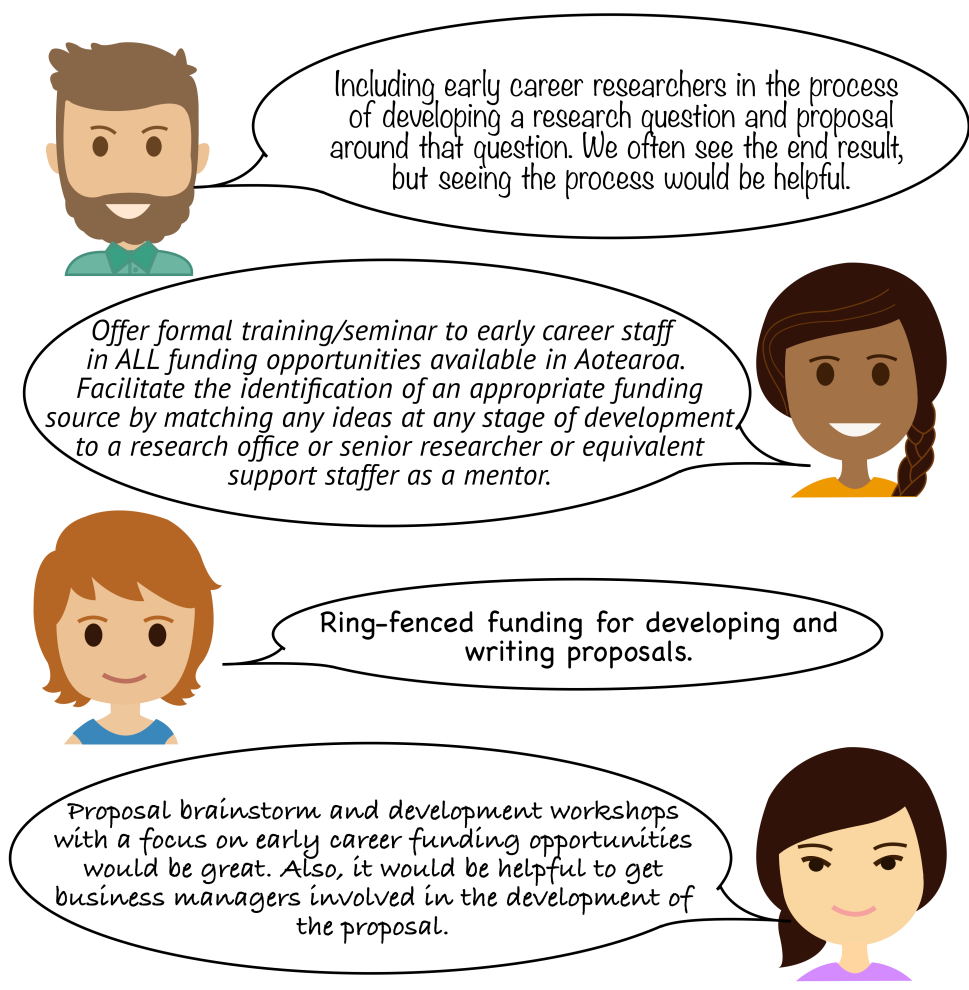 Including early career researchers in the process
of developing a research question and proposal
around that question. We often see the end result,
but seeing the process would be helpful.
Offer formal training/seminar to early career staff
in ALL funding opportunities available in Aotearoa.
Facilitate the identification of an appropriate funding
source by matching any ideas at any stage of development
to a research office or senior researcher or equivalent
support staffer as a mentor.
Ring-fenced funding for developing and
writing proposals.
Proposal brainstorm and development workshops
with a focus on early career funding opportunities
would be great. Also, it would be helpful to get
business managers involved in the development of
the proposal.